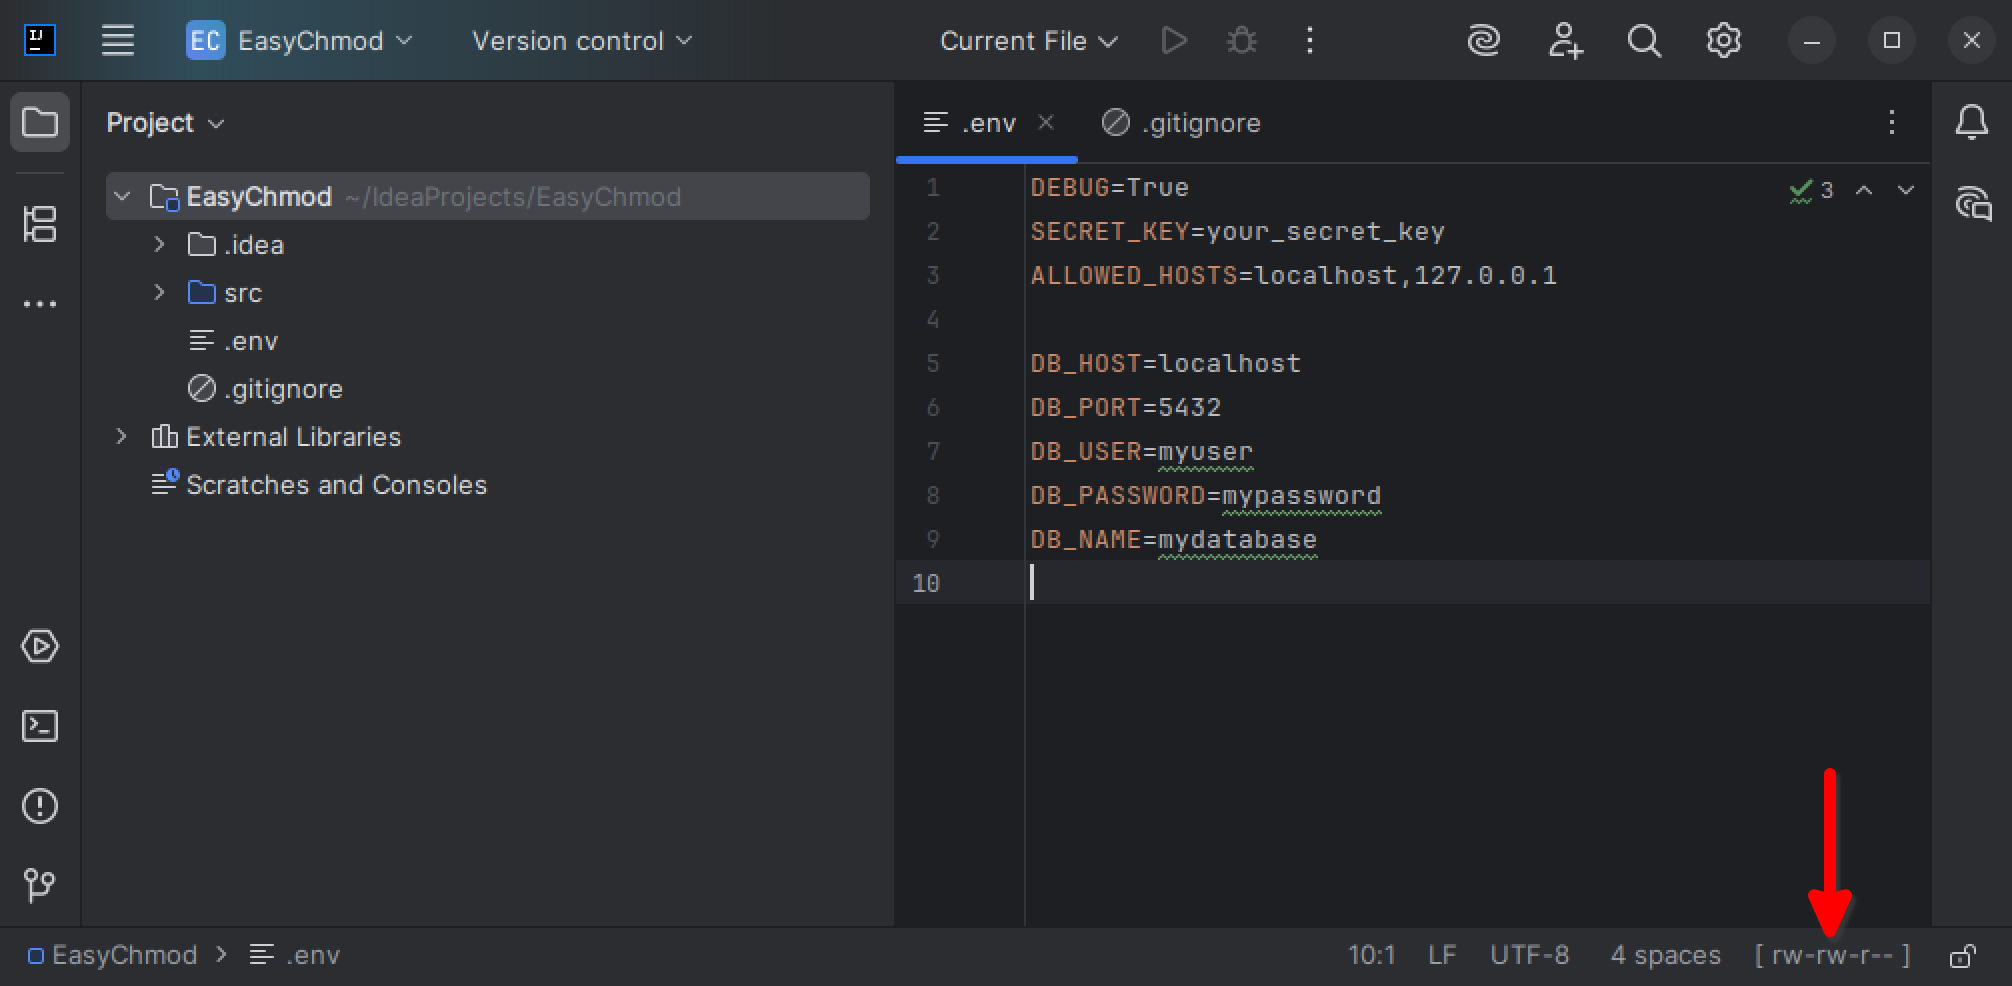 IJ
EC EasyChmod Version control Current File
Project
.env .gitignore
EasyChmod ~/IdeaProjects/EasyChmod
.idea
src
.env
.gitignore
External Libraries
Scratches and Consoles
3
1 DEBUG=True
2 SECRET_KEY=your_secret_key
3 ALLOWED_HOSTS=localhost,127.0.0.1
4
5 DB_HOST=localhost
6 DB_PORT=5432
7 DB_USER=myuser
8 DB_PASSWORD=mypassword
9 DB_NAME=mydatabase
10
EasyChmod .env 10:1 LF UTF-8 4 spaces [ rw-rw-r-- ]